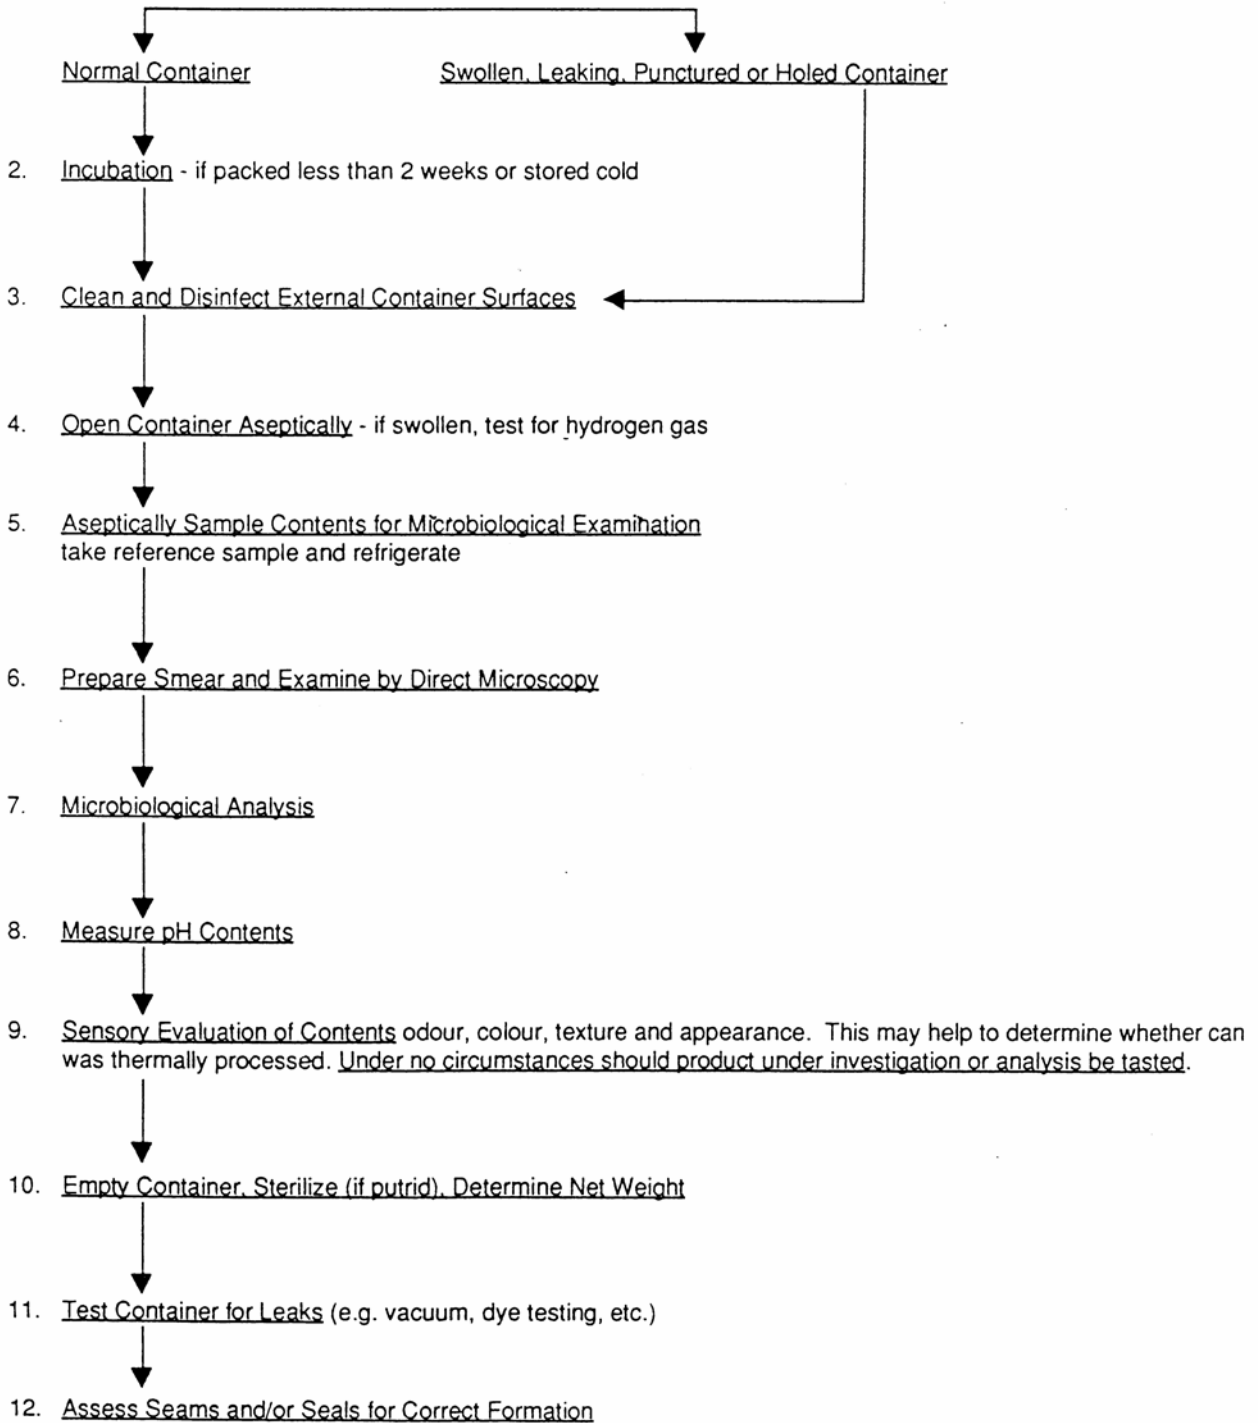 Normal Container
Swollen, Leaking, Punctured or Holed Container
2. Incubation - if packed less than 2 weeks or stored cold
3. Clean and Disinfect External Container Surfaces
4. Open Container Aseptically - if swollen, test for hydrogen gas
5. Aseptically Sample Contents for Microbiological Examination
take reference sample and refrigerate
6. Prepare Smear and Examine by Direct Microscopy
7. Microbiological Analysis
8. Measure pH Contents
9. Sensory Evaluation of Contents odour, colour, texture and appearance. This may help to determine whether can
was thermally processed. Under no circumstances should product under investigation or analysis be tasted.
10. Empty Container, Sterilize (if putrid), Determine Net Weight
11. Test Container for Leaks (e.g. vacuum, dye testing, etc.)
12. Assess Seams and/or Seals for Correct Formation